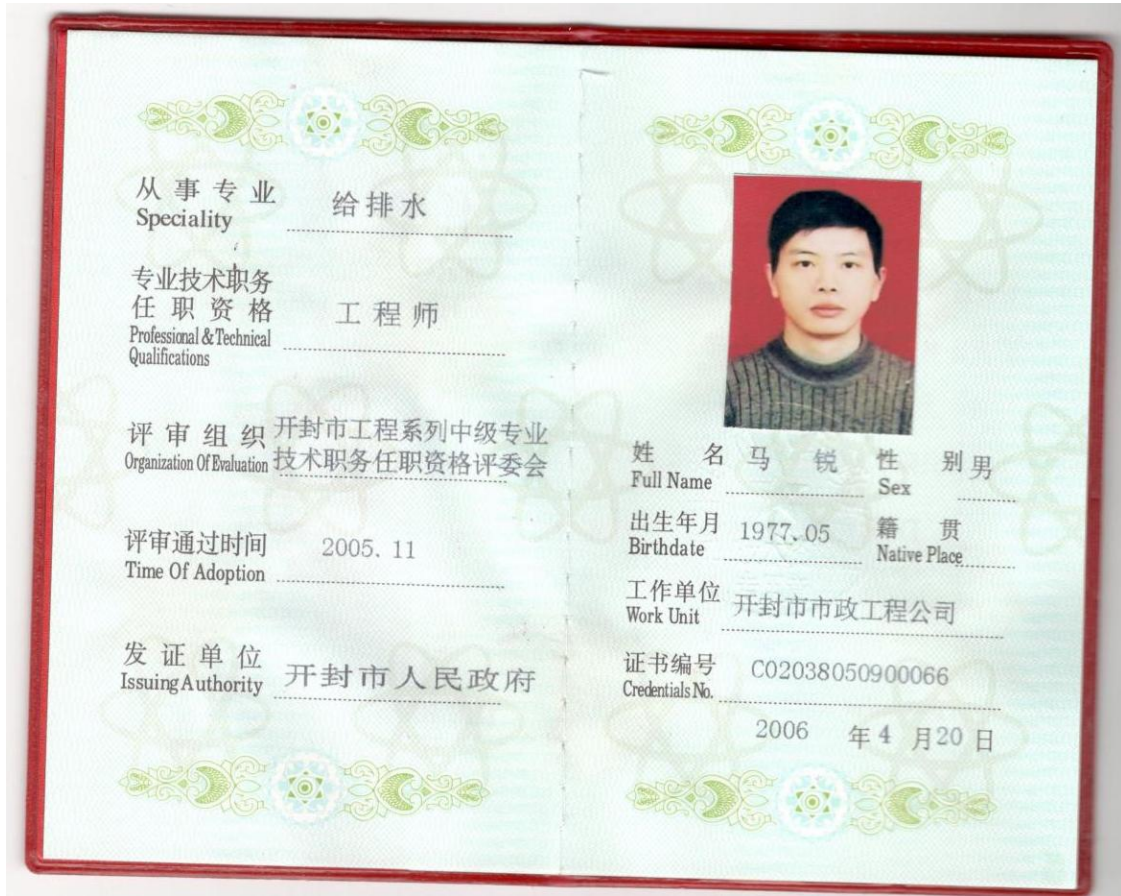 从事专业 给排水
Speciality
专业技术职务
任职资格 工程师
Professional & Technical
Qualifications
评审组织 开封市工程系列中级专业
Organization Of Evaluation 技术职务任职资格评委会
评审通过时间 2005、11
Time Of Adoption
发证单位 开封市人民政府
Issuing Authority
姓名 马锐 性别 男
Full Name Sex
出生年月 1977、05 籍贯
Birthdate Native Place
工作单位 开封市市政工程公司
Work Unit
证书编号 C02038050900066
Credentials No.
2006 年 4 月 20 日